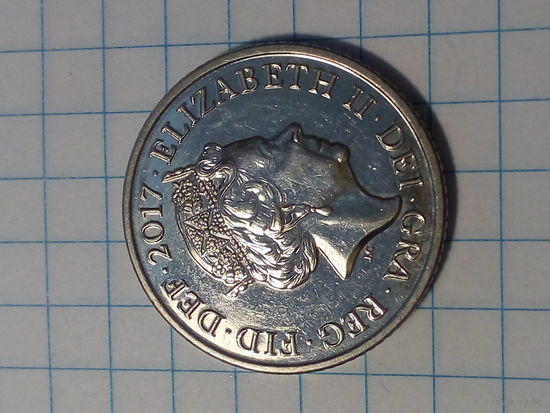 ELIZABETH II · DEI · GRA · REG · FID · DEF · 2017 ·